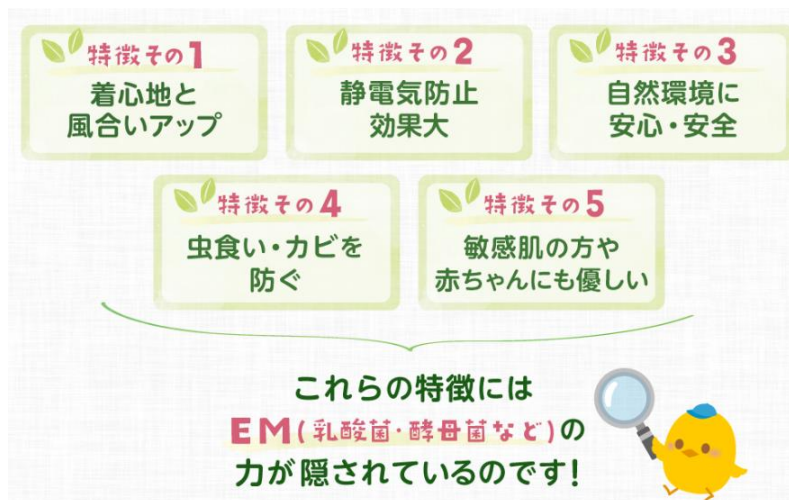 特徴その1
着心地と
風合いアップ
特徴その2
静電気防止
効果大
特徴その3
自然環境に
安心・安全
特徴その4
虫食い・カビを
防ぐ
特徴その5
敏感肌の方や
赤ちゃんにも優しい
これらの特徴には
EM(乳酸菌・酵母菌など)の
力が隠されているのです!